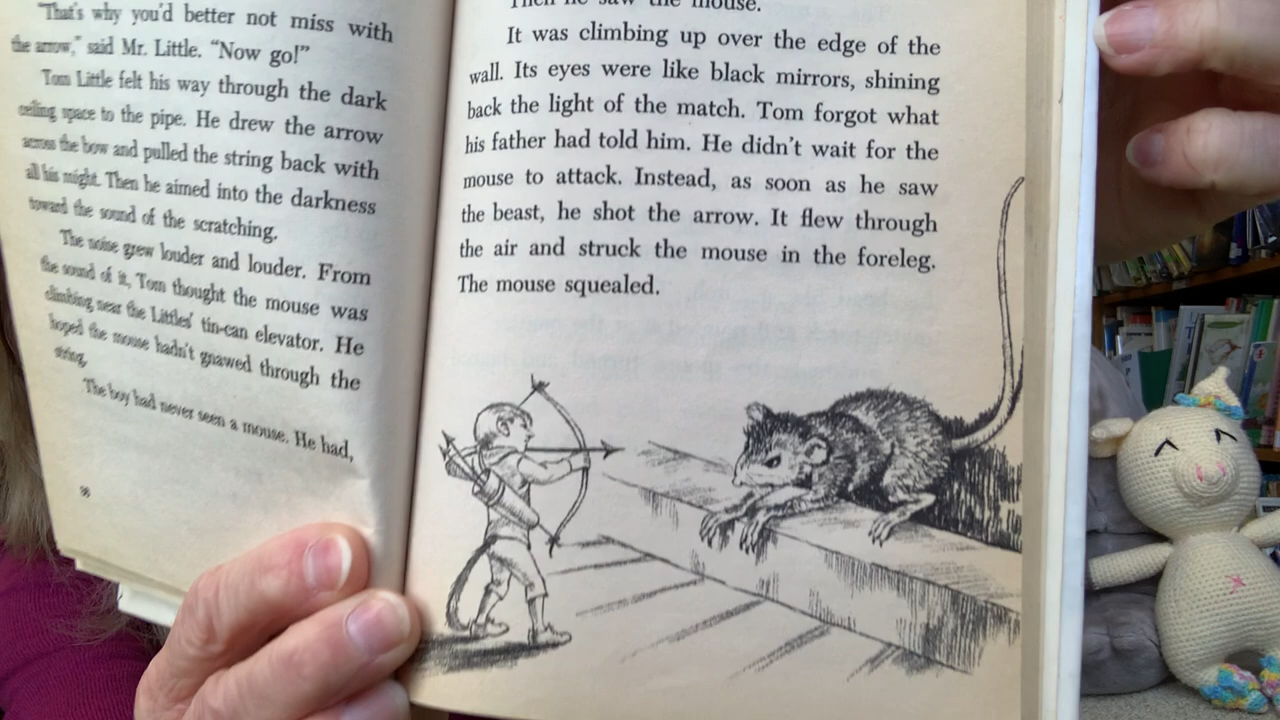 "That's why you'd better not miss with
the arrow," said Mr. Little. "Now go!"
Tom Little felt his way through the dark
ceiling space to the pipe. He drew the arrow
across the bow and pulled the string back with
all his might. Then he aimed into the darkness
toward the sound of the scratching.
The noise grew louder and louder. From
the sound of it, Tom thought the mouse was
climbing near the Littles' tin-can elevator. He
hoped the mouse hadn't gnawed through the
string.
The boy had never seen a mouse. He had,
Then he saw the mouse.
It was climbing up over the edge of the
wall. Its eyes were like black mirrors, shining
back the light of the match. Tom forgot what
his father had told him. He didn't wait for the
mouse to attack. Instead, as soon as he saw
the beast, he shot the arrow. It flew through
the air and struck the mouse in the foreleg.
The mouse squealed.